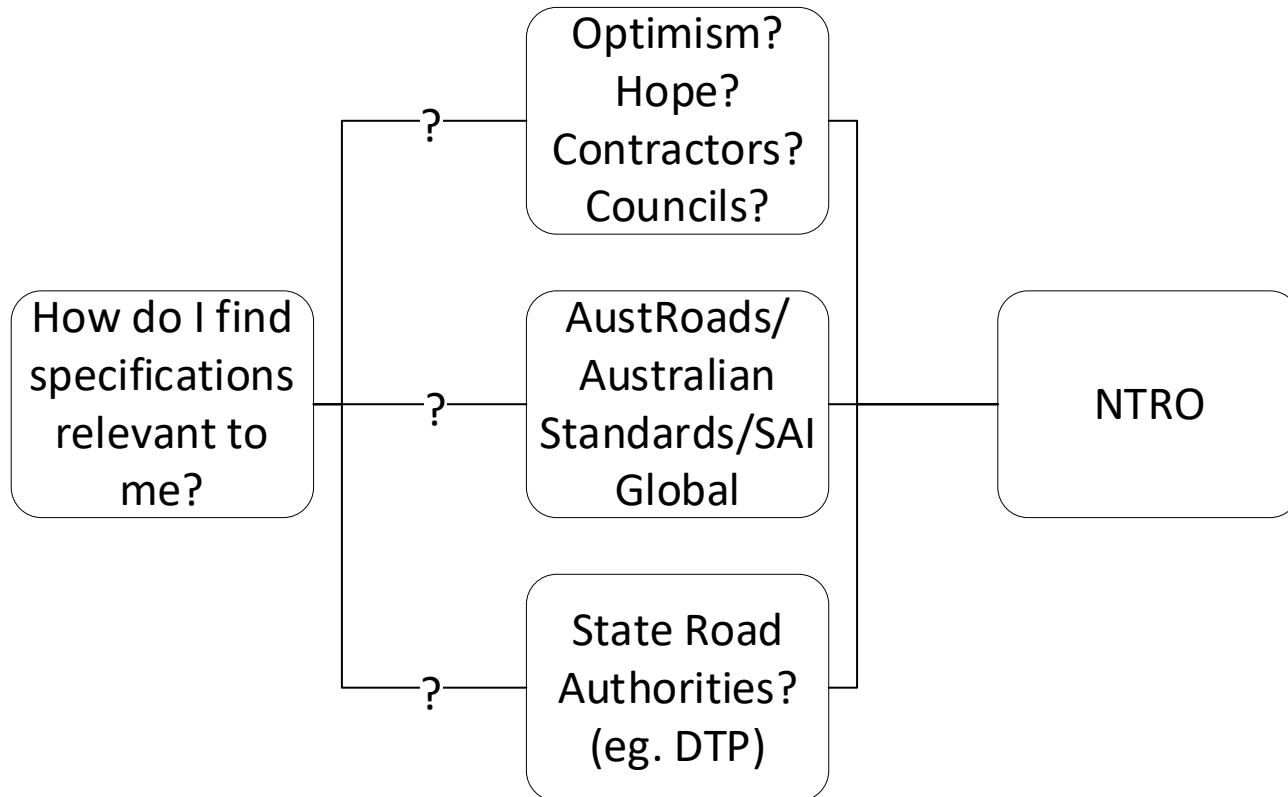 How do I find
specifications
relevant to
me?
?
?
?
Optimism?
Hope?
Contractors?
Councils?
AustRoads/
Australian
Standards/SAI
Global
State Road
Authorities?
(eg. DTP)
NTRO